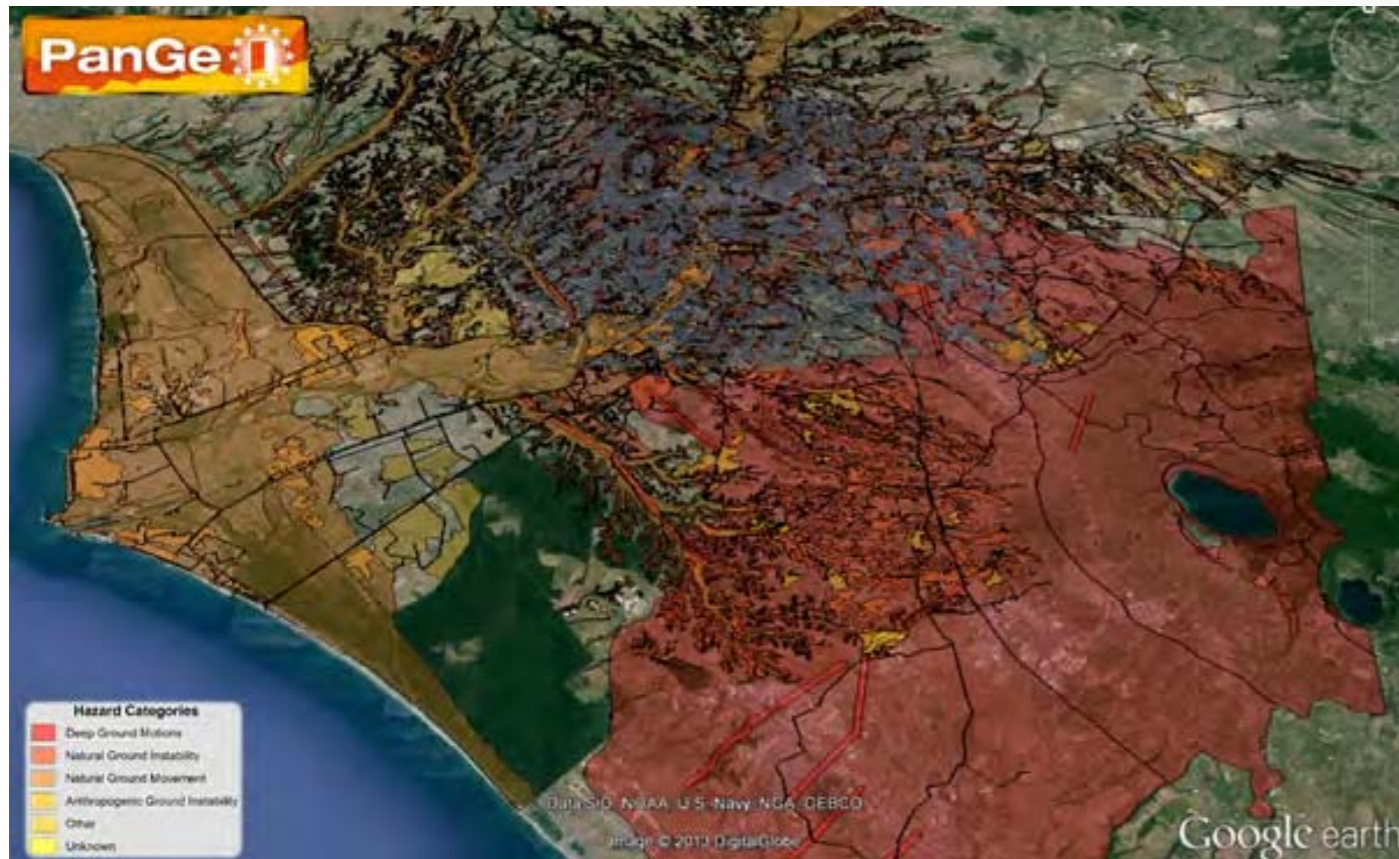 PanGe
Hazard Categories
Deep Ground Motions
Natural Ground Instability
Natural Ground Movement
Anthropogenic Ground Instability
Other
Unknown
Data SIO, NOAA, U.S. Navy, NGA, GEBCO
Image © 2013 DigitalGlobe
Google earth